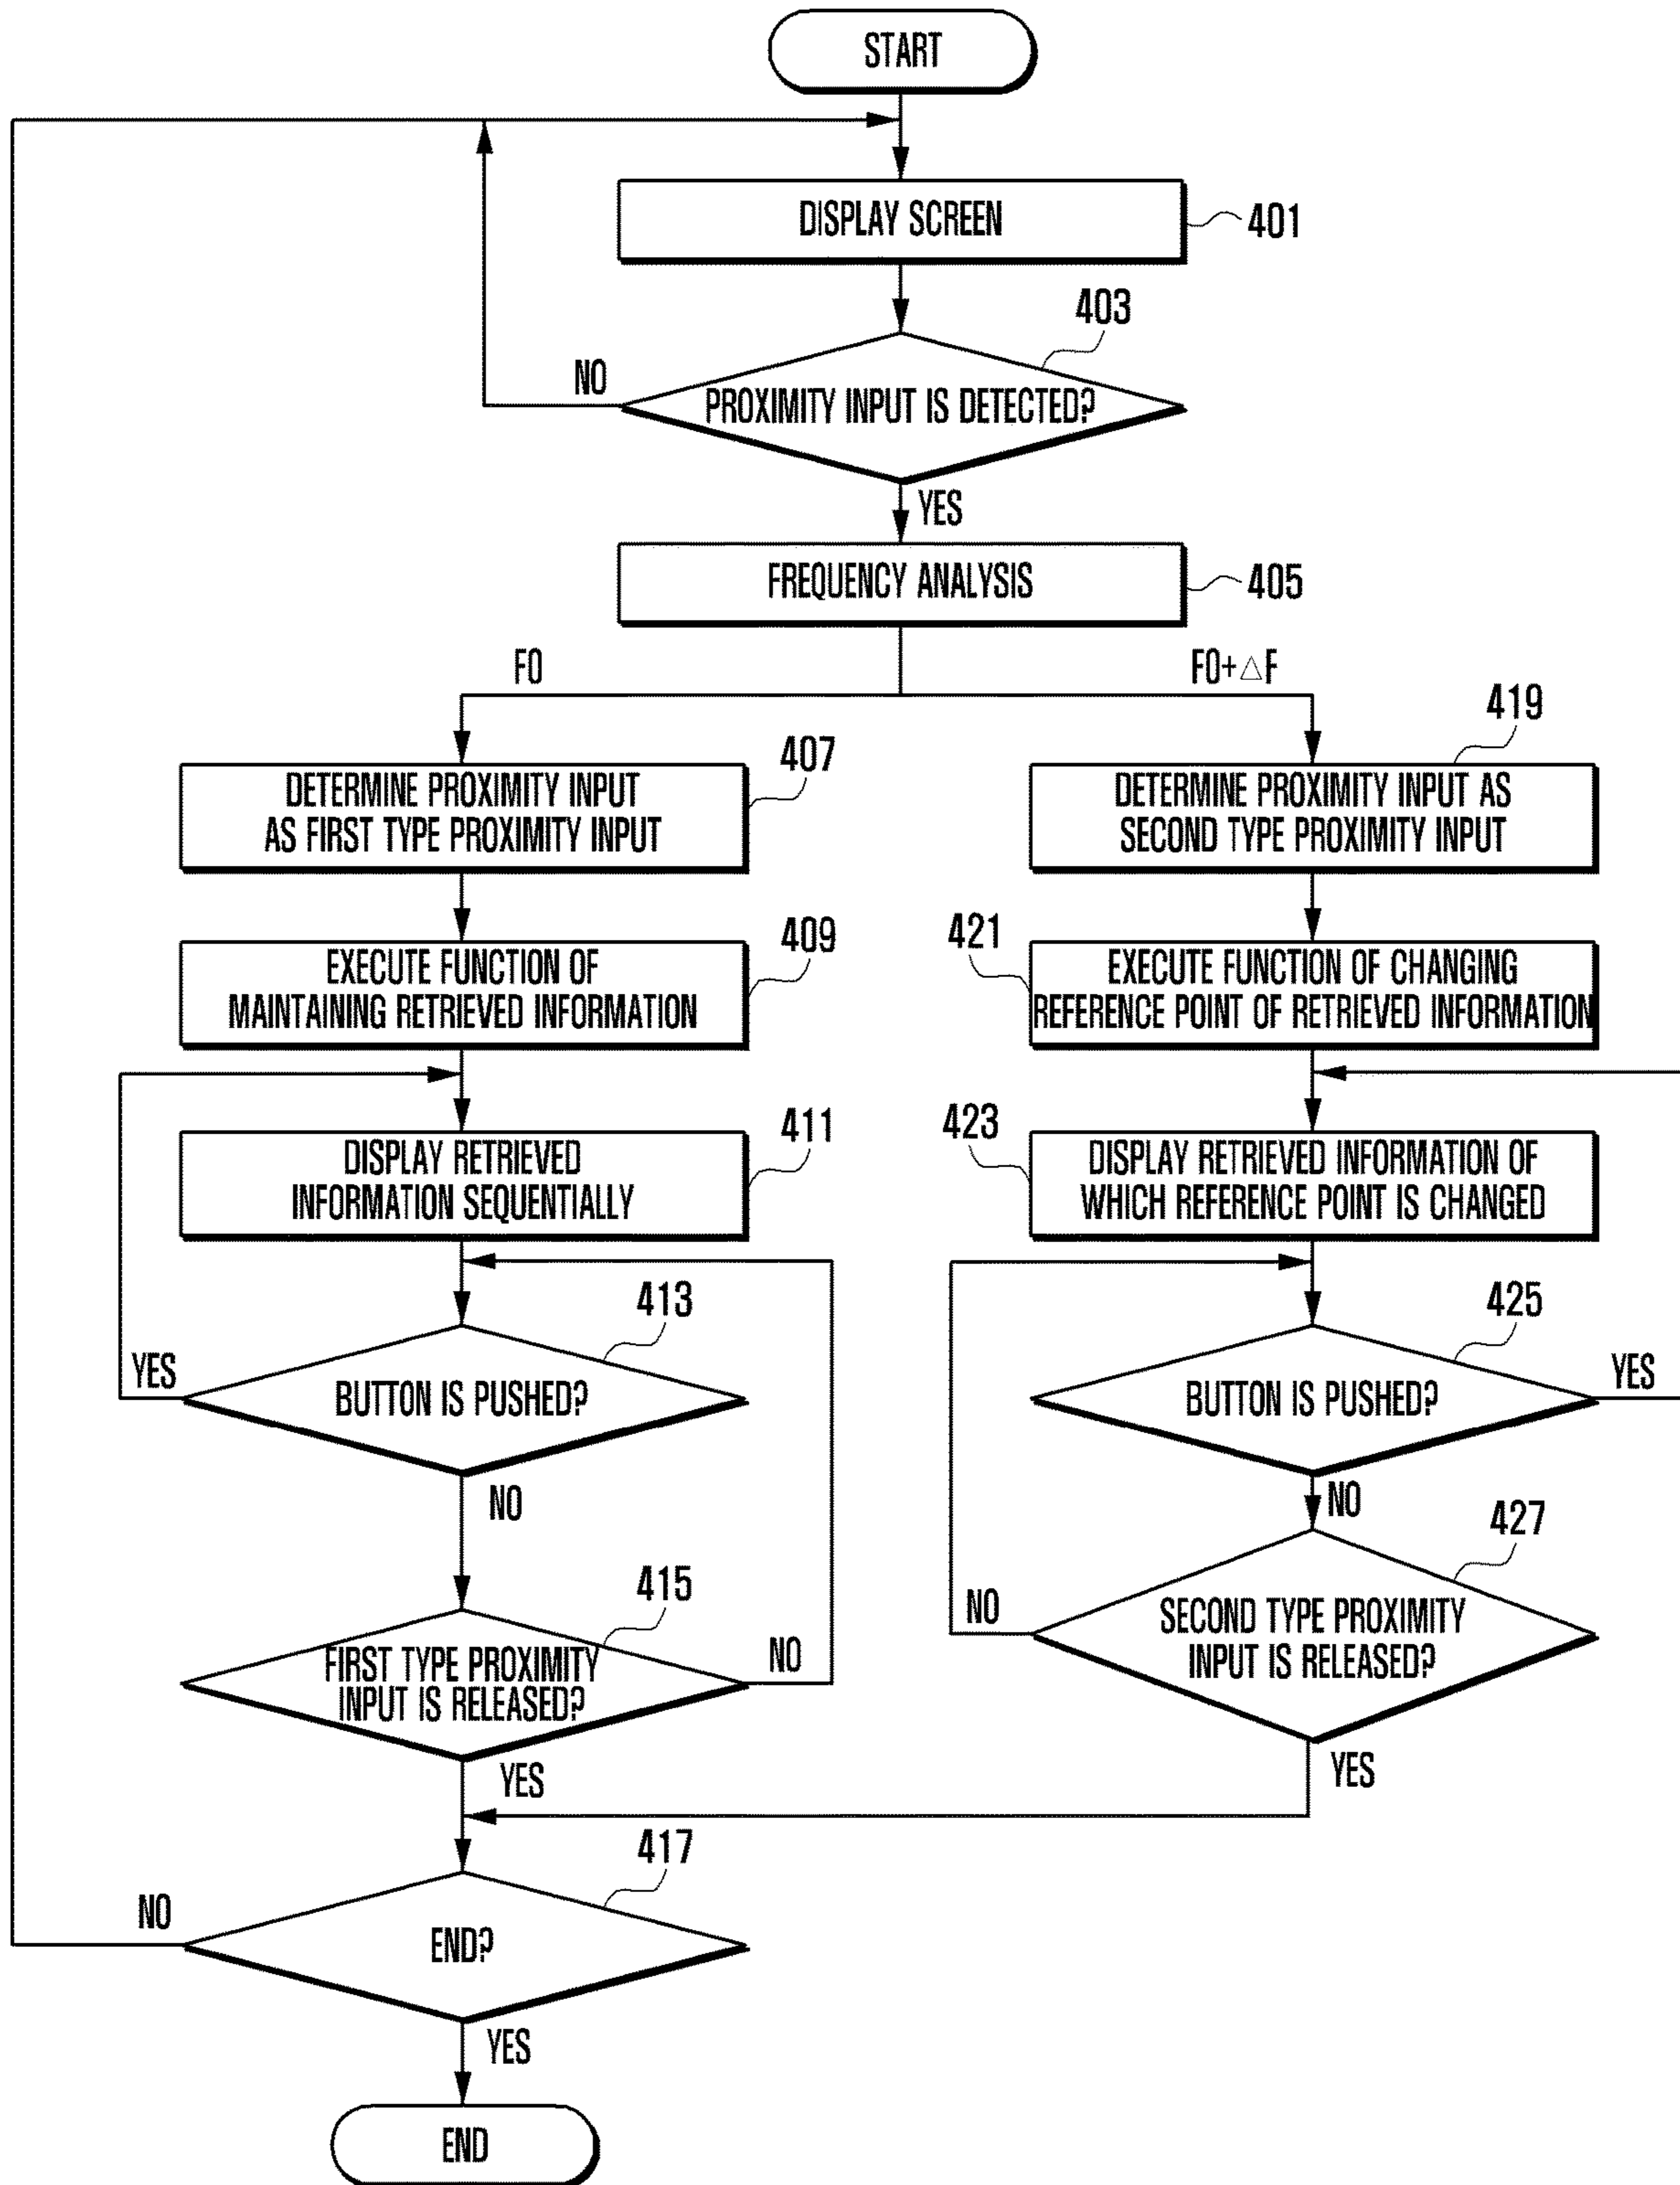 START
DISPLAY SCREEN
401
403
NO
PROXIMITY INPUT IS DETECTED?
YES
FREQUENCY ANALYSIS
405
F0
F0+△F
407
419
DETERMINE PROXIMITY INPUT
AS FIRST TYPE PROXIMITY INPUT
DETERMINE PROXIMITY INPUT AS
SECOND TYPE PROXIMITY INPUT
409
421
EXECUTE FUNCTION OF
MAINTAINING RETRIEVED INFORMATION
EXECUTE FUNCTION OF CHANGING
REFERENCE POINT OF RETRIEVED INFORMATION
411
423
DISPLAY RETRIEVED
INFORMATION SEQUENTIALLY
DISPLAY RETRIEVED INFORMATION OF
WHICH REFERENCE POINT IS CHANGED
413
425
YES
BUTTON IS PUSHED?
BUTTON IS PUSHED?
YES
NO
NO
415
427
FIRST TYPE PROXIMITY
INPUT IS RELEASED?
NO
NO
SECOND TYPE PROXIMITY
INPUT IS RELEASED?
YES
YES
417
NO
END?
YES
END